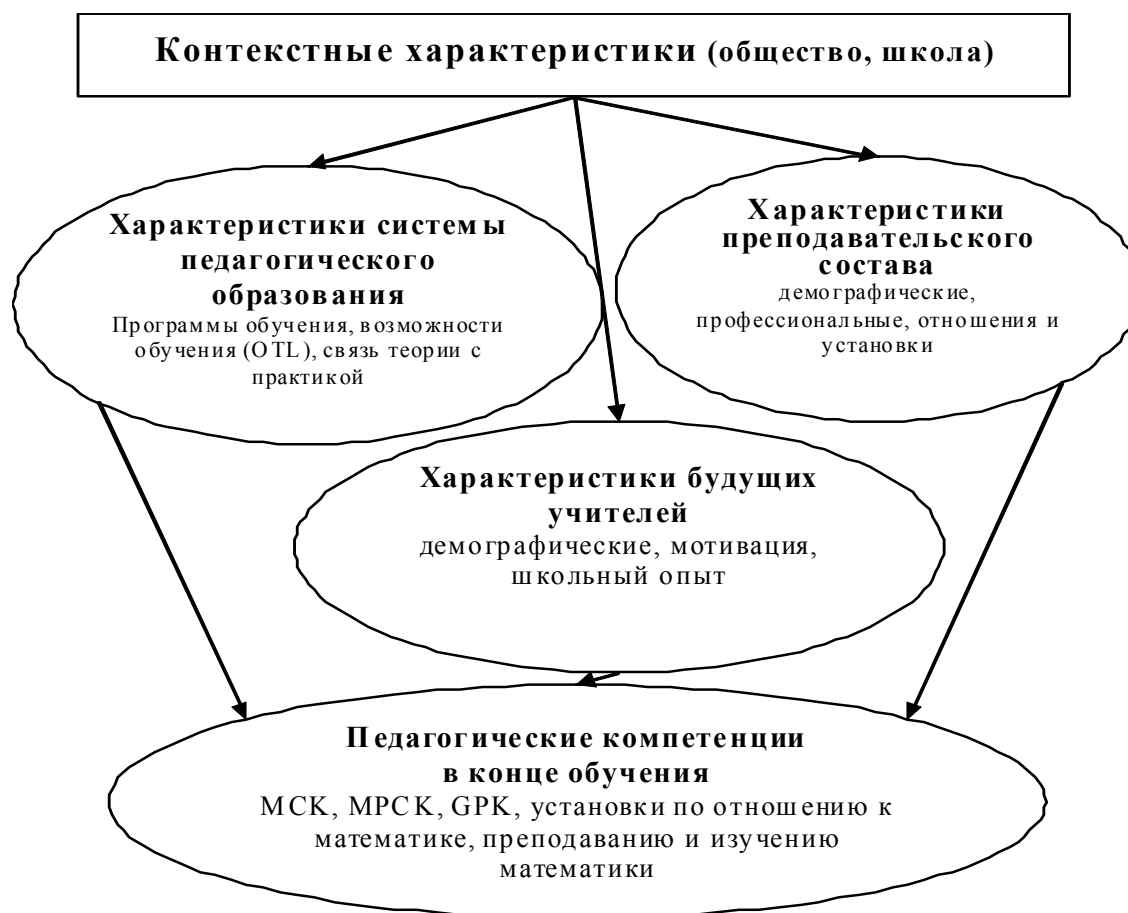 Контекстные характеристики (общество, школа)
Характеристики системы
педагогического
образования
Программы обучения, возможности
обучения (OTL), связь теории с
практикой
Характеристики
преподавательского
состава
демографические,
профессиональные, отношения и
установки
Характеристики будущих
учителей
демографические, мотивация,
школьный опыт
Педагогические компетенции
в конце обучения
MCK, MPCK, GPK, установки по отношению к
математике, преподаванию и изучению
математики